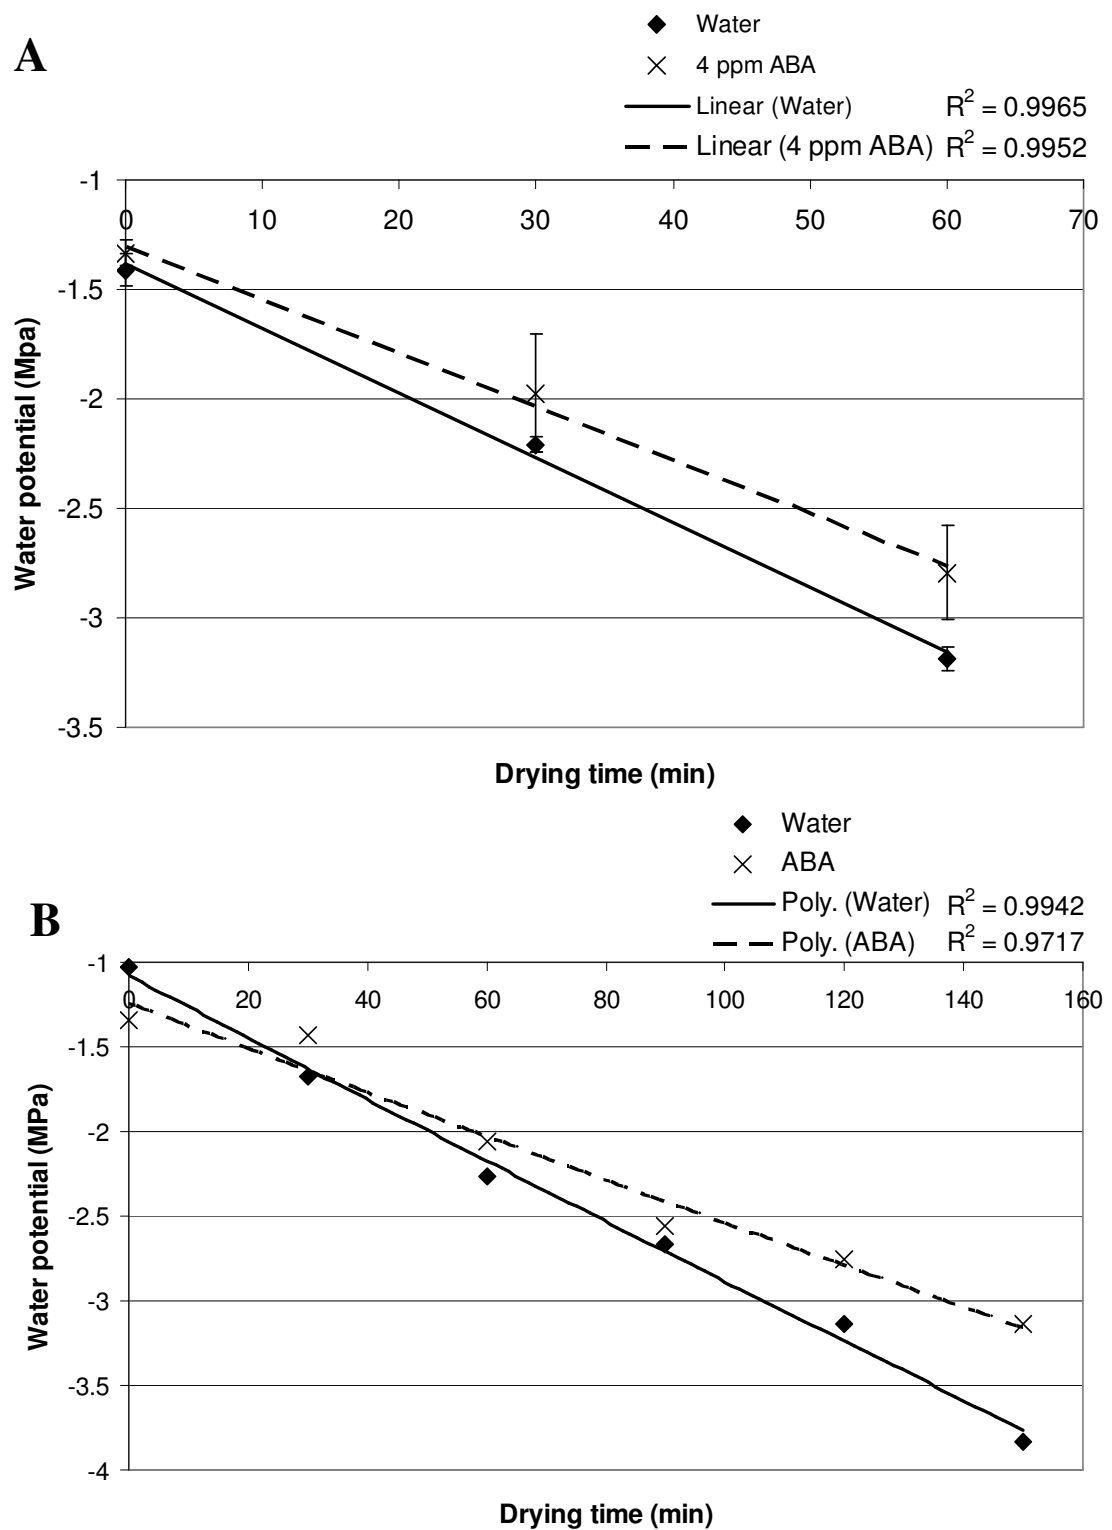 A
Water
4 ppm ABA
Linear (Water) R² = 0.9965
Linear (4 ppm ABA) R² = 0.9952
-1
0 10 20 30 40 50 60 70
-1.5
-2
-2.5
-3
-3.5
Water potential (Mpa)
Drying time (min)
B
Water
ABA
Poly. (Water) R² = 0.9942
Poly. (ABA) R² = 0.9717
-1
0 20 40 60 80 100 120 140 160
-1.5
-2
-2.5
-3
-3.5
-4
Water potential (MPa)
Drying time (min)